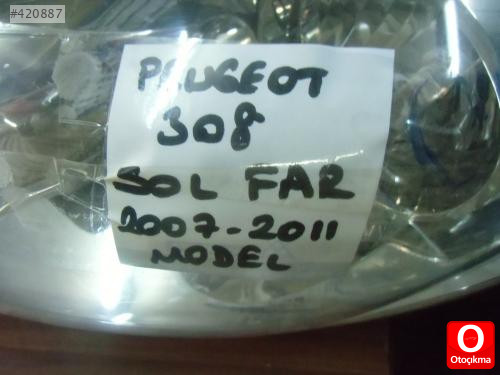 #420887
PEUGEOT
308
SOL FAR
2007-2011
MODEL
O
Otoçıkma